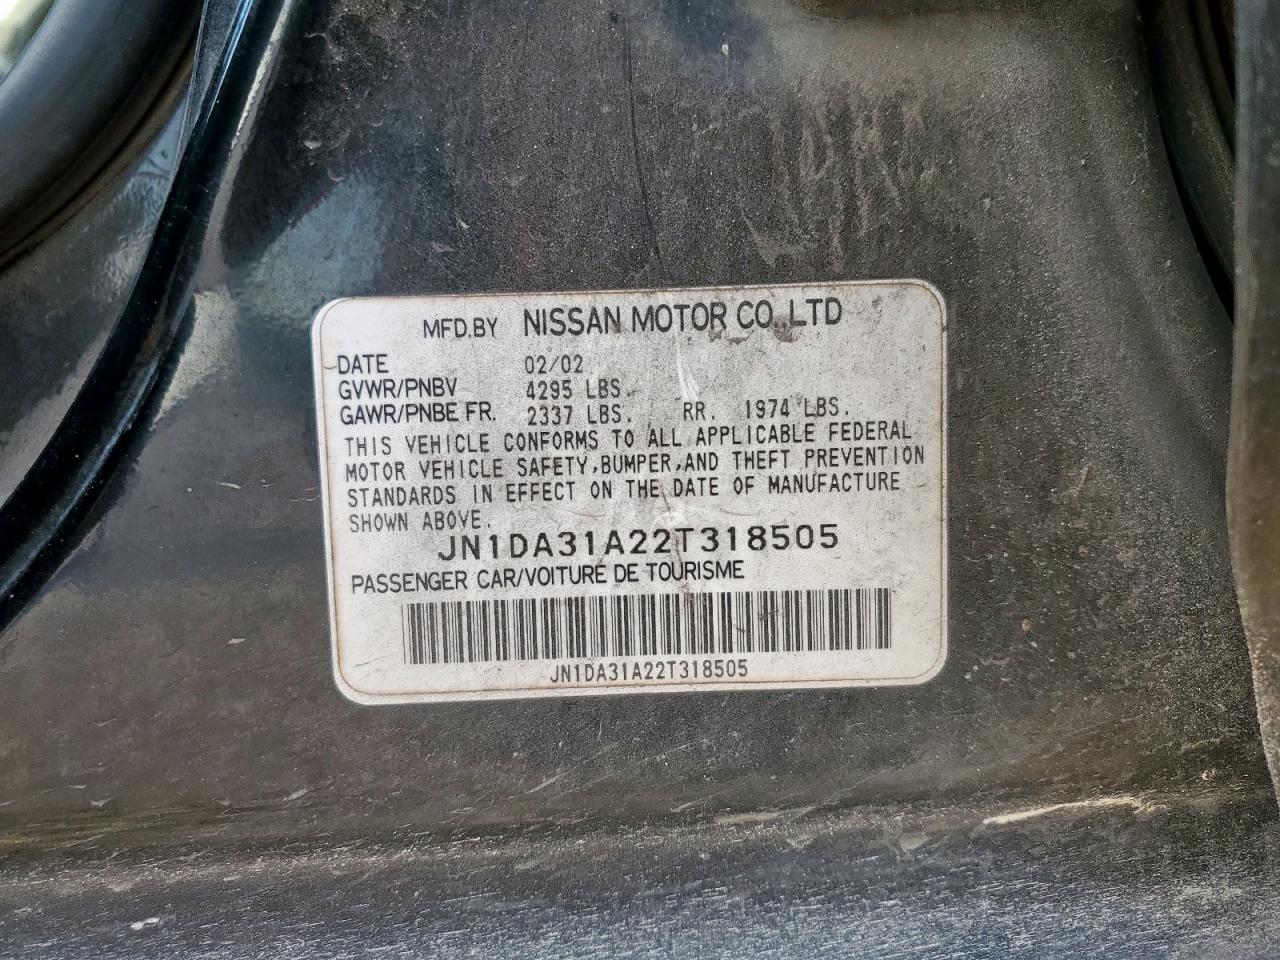 MFD.BY NISSAN MOTOR CO., LTD
DATE 02/02
GVWR/PNBV 4295 LBS.
GAWR/PNBE FR. 2337 LBS. RR. 1974 LBS.
THIS VEHICLE CONFORMS TO ALL APPLICABLE FEDERAL
MOTOR VEHICLE SAFETY,BUMPER,AND THEFT PREVENTION
STANDARDS IN EFFECT ON THE DATE OF MANUFACTURE
SHOWN ABOVE.
JN1DA31A22T318505
PASSENGER CAR/VOITURE DE TOURISME
JN1DA31A22T318505